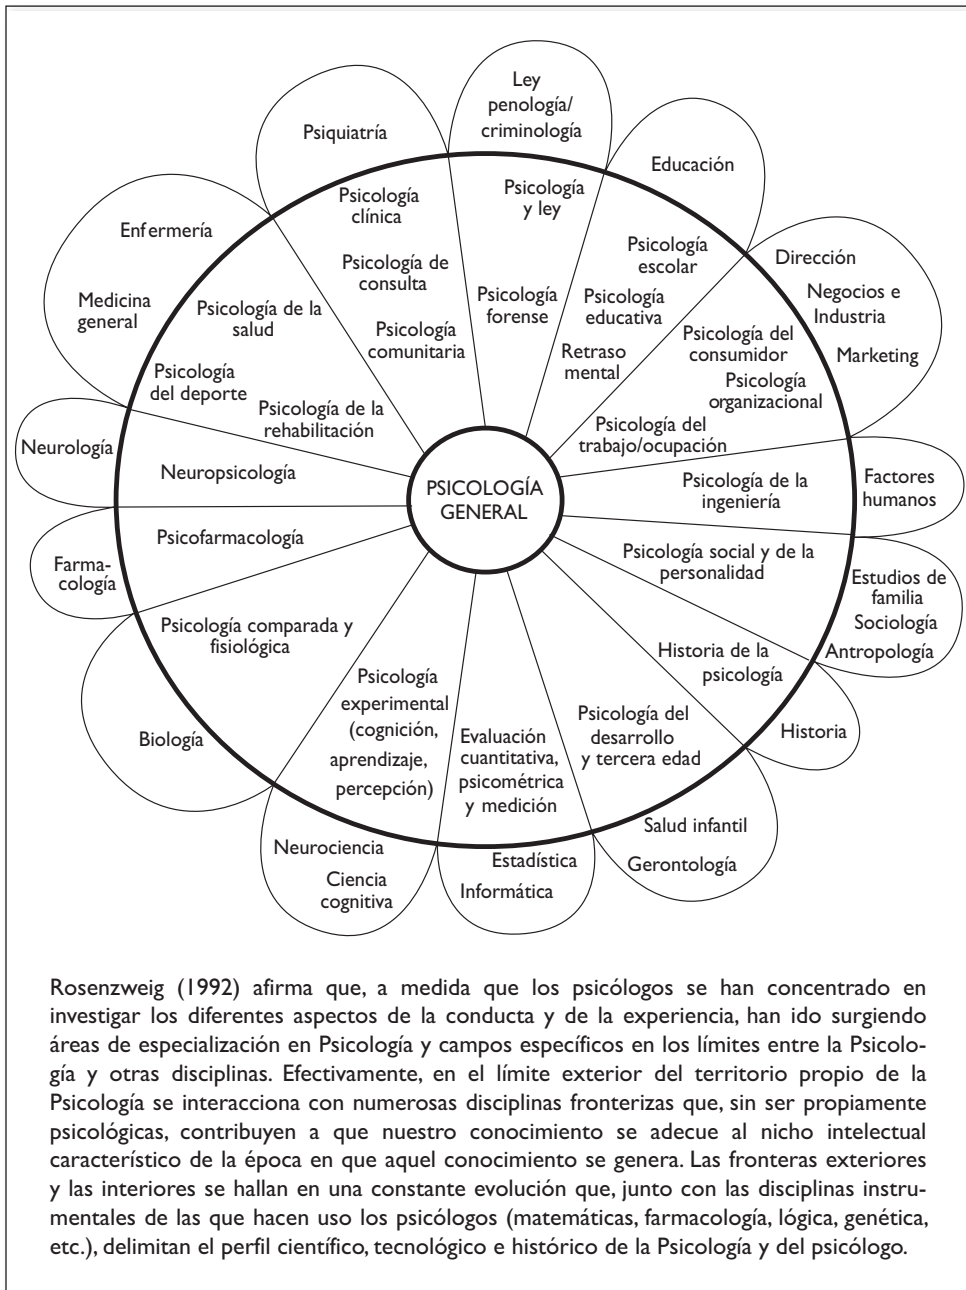 Ley
penología/
criminología
Psiquiatría
Educación
Psicología
clínica
Psicología
y ley
Enfermería
Psicología
escolar
Dirección
Psicología de
consulta
Medicina
general
Psicología de la
salud
Psicología
forense
Psicología
educativa
Negocios e
Industria
Psicología
comunitaria
Retraso
mental
Psicología del
consumidor
Marketing
Psicología
del deporte
Psicología
organizacional
Psicología de la
rehabilitación
Psicología del
trabajo/ocupación
Neurología
Neuropsicología
PSICOLOGÍA
GENERAL
Psicología de la
ingeniería
Factores
humanos
Psicofarmacología
Farma-
cología
Psicología social y de la
personalidad
Estudios de
familia
Sociología
Antropología
Psicología comparada y
fisiológica
Historia de la
psicología
Psicología
experimental
(cognición,
aprendizaje,
percepción)
Evaluación
cuantitativa,
psicométrica
y medición
Psicología del
desarrollo
y tercera edad
Historia
Biología
Salud infantil
Gerontología
Neurociencia
Ciencia
cognitiva
Estadística
Informática
Rosenzweig (1992) afirma que, a medida que los psicólogos se han concentrado en
investigar los diferentes aspectos de la conducta y de la experiencia, han ido surgiendo
áreas de especialización en Psicología y campos específicos en los límites entre la Psicolo-
gía y otras disciplinas. Efectivamente, en el límite exterior del territorio propio de la
Psicología se interacciona con numerosas disciplinas fronterizas que, sin ser propiamente
psicológicas, contribuyen a que nuestro conocimiento se adecue al nicho intelectual
característico de la época en que aquel conocimiento se genera. Las fronteras exteriores
y las interiores se hallan en una constante evolución que, junto con las disciplinas instru-
mentales de las que hacen uso los psicólogos (matemáticas, farmacología, lógica, genética,
etc.), delimitan el perfil científico, tecnológico e histórico de la Psicología y del psicólogo.